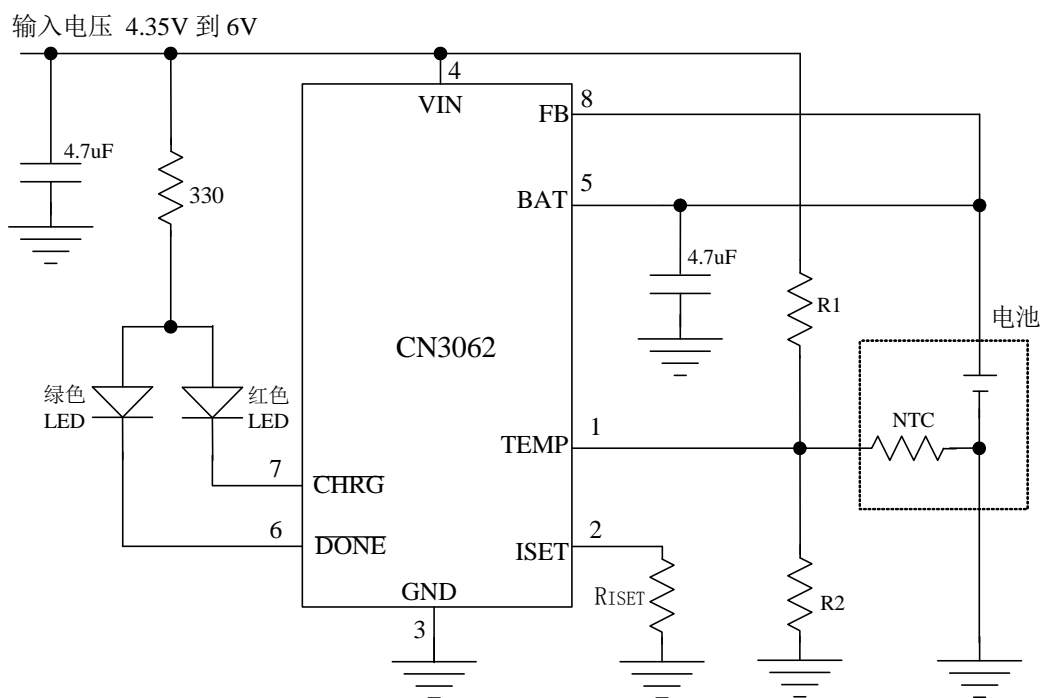 输入电压 4.35V 到 6V
4
VIN
FB
8
4.7uF
330
BAT
5
4.7uF
R1
CN3062
电池
绿色
LED
红色
LED
NTC
TEMP
1
7
CHRG
6
DONE
ISET
2
GND
RISET
R2
3